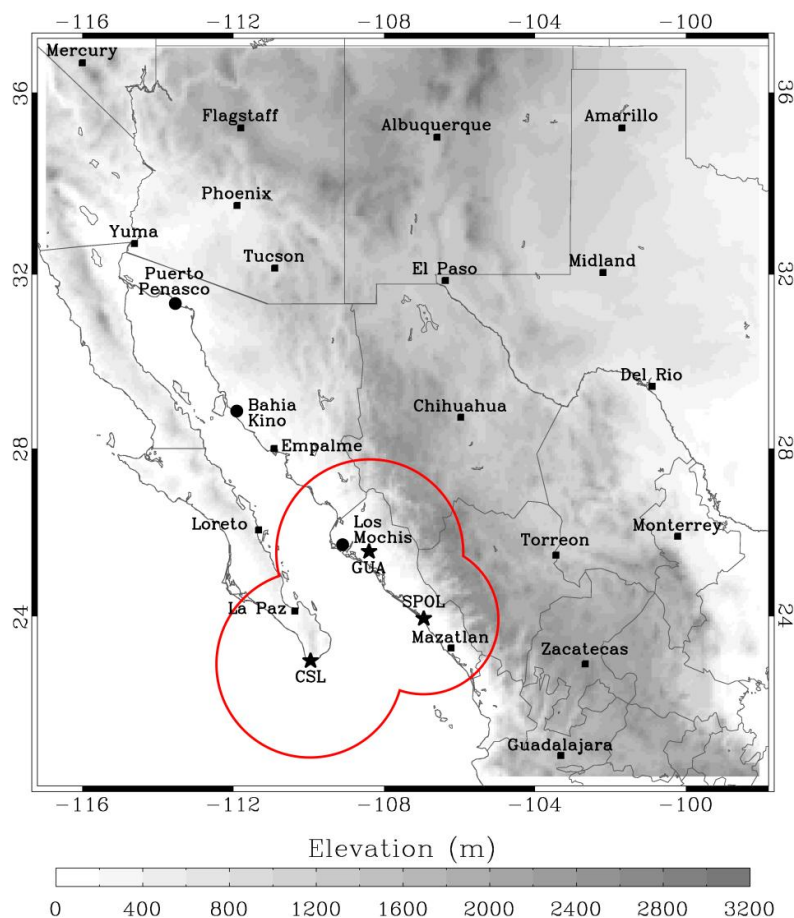 -116 -112 -108 -104 -100
Mercury
36 36
Flagstaff Albuquerque Amarillo
Phoenix
Yuma
Tucson El Paso Midland
32 32
Puerto
Penasco
Del Rio
Bahia
Kino
Chihuahua
28 28
Empalme
Loreto
Los
Mochis
GUA
Torreon
Monterrey
24 24
La Paz
SPOL
Mazatlan
Zacatecas
CSL
Guadalajara
-116 -112 -108 -104 -100
Elevation (m)
0 400 800 1200 1600 2000 2400 2800 3200